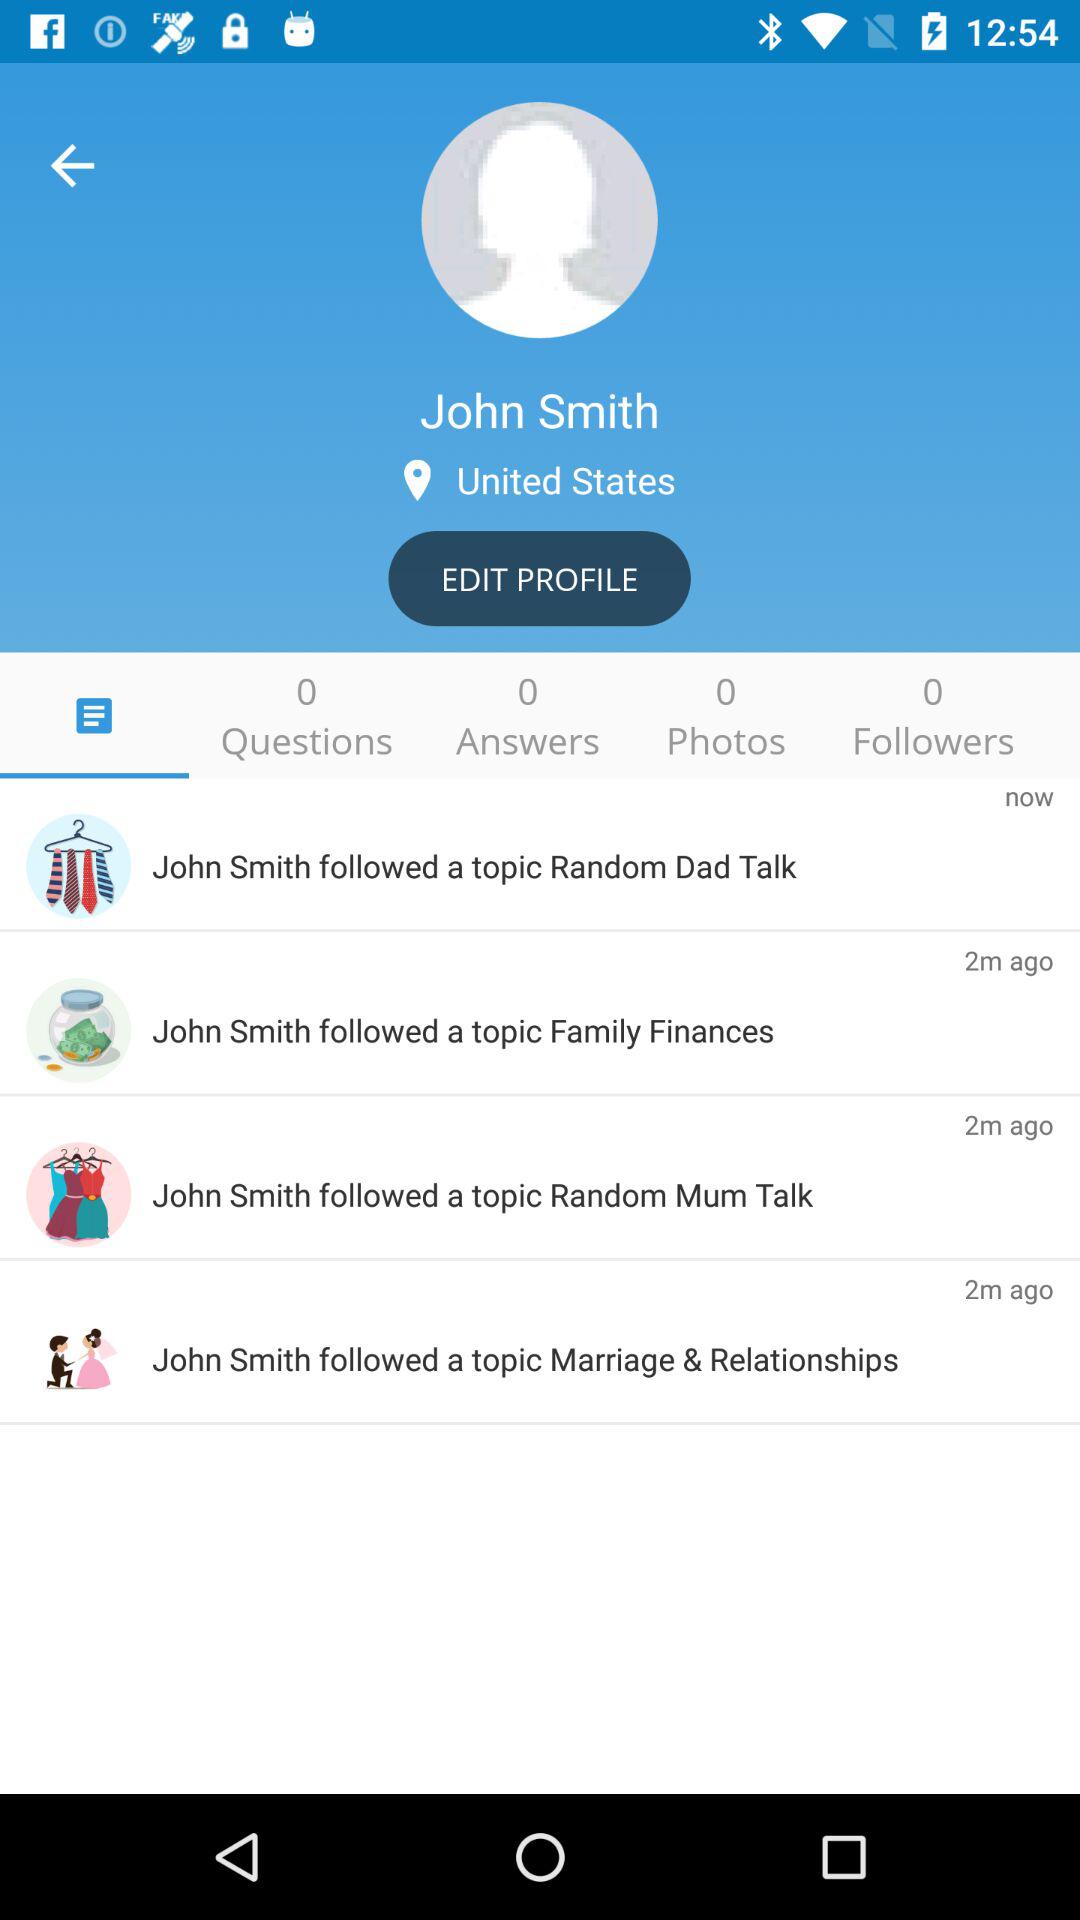 FAKE 12:54
John Smith
United States
EDIT PROFILE
0 0 0 0
Questions Answers Photos Followers
now
John Smith followed a topic Random Dad Talk
2m ago
John Smith followed a topic Family Finances
2m ago
John Smith followed a topic Random Mum Talk
2m ago
John Smith followed a topic Marriage & Relationships